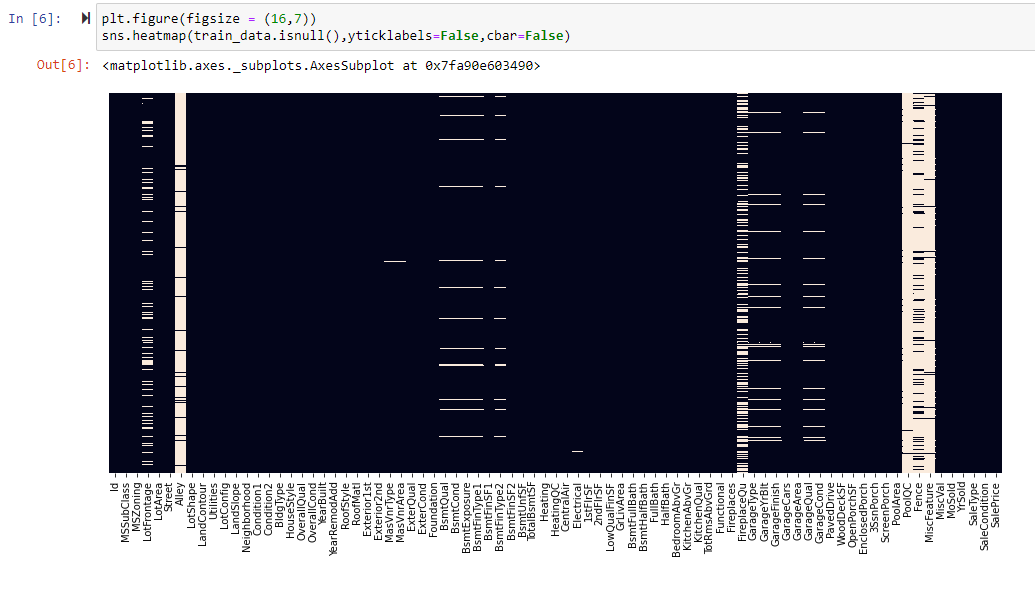 In [6]:
plt.figure(figsize = (16,7))
sns.heatmap(train_data.isnull(),yticklabels=False,cbar=False)
Out[6]: <matplotlib.axes._subplots.AxesSubplot at 0x7fa90e603490>
Id
MSSubClass
MSZoning
LotFrontage
LotArea
Street
Alley
LotShape
LandContour
Utilities
LotConfig
LandSlope
Neighborhood
Condition1
Condition2
BldgType
HouseStyle
OverallQual
OverallCond
YearBuilt
YearRemodAdd
RoofStyle
RoofMatl
Exterior1st
Exterior2nd
MasVnrType
MasVnrArea
ExterQual
ExterCond
Foundation
BsmtQual
BsmtCond
BsmtExposure
BsmtFinType1
BsmtFinSF1
BsmtFinType2
BsmtFinSF2
BsmtUnfSF
TotalBsmtSF
Heating
HeatingQC
CentralAir
Electrical
1stFlrSF
2ndFlrSF
LowQualFinSF
GrLivArea
BsmtFullBath
BsmtHalfBath
FullBath
HalfBath
BedroomAbvGr
KitchenAbvGr
KitchenQual
TotRmsAbvGrd
Functional
Fireplaces
FireplaceQu
GarageType
GarageYrBlt
GarageFinish
GarageCars
GarageArea
GarageQual
GarageCond
PavedDrive
WoodDeckSF
OpenPorchSF
EnclosedPorch
3SsnPorch
ScreenPorch
PoolArea
PoolQC
Fence
MiscFeature
MiscVal
MoSold
YrSold
SaleType
SaleCondition
SalePrice